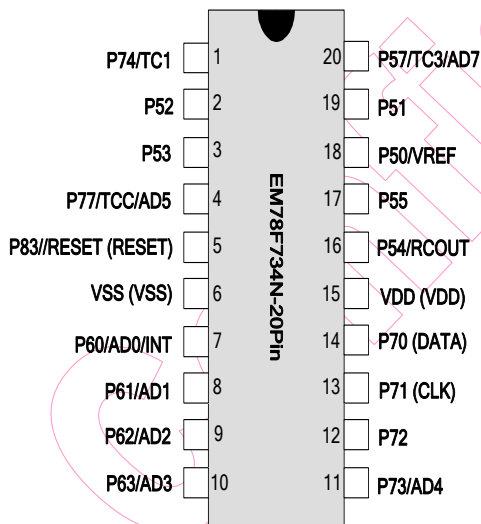 P74/TC1 1 20 P57/TC3/AD7
P52 2 19 P51
P53 3 18 P50/VREF
P77/TCC/AD5 4 17 P55
P83//RESET (RESET) 5 16 P54/RCOUT
VSS (VSS) 6 15 VDD (VDD)
P60/AD0/INT 7 14 P70 (DATA)
P61/AD1 8 13 P71 (CLK)
P62/AD2 9 12 P72
P63/AD3 10 11 P73/AD4
EM78F734N-20Pin